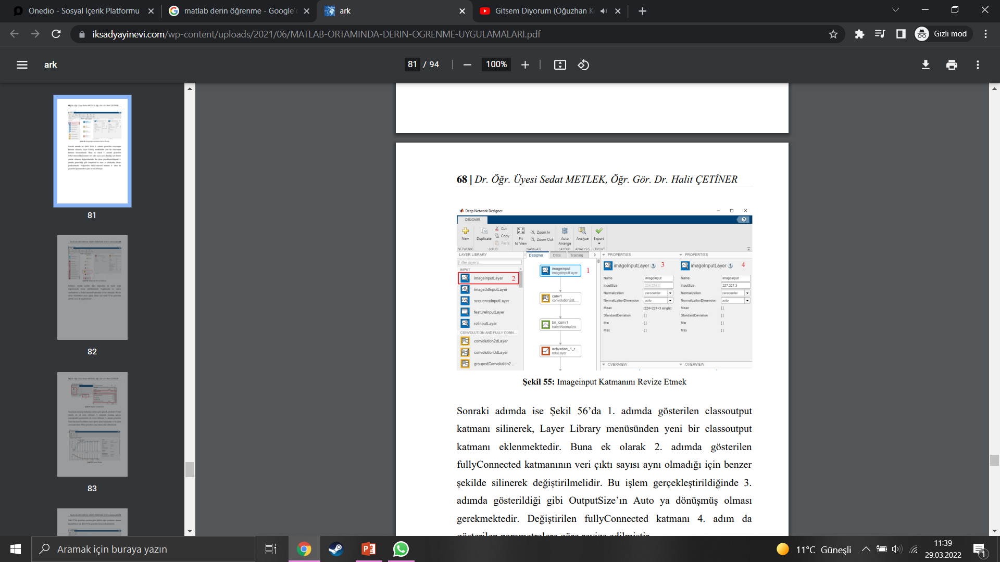 Onedio - Sosyal İçerik Platformu
matlab derin öğrenme - Google'
ark
Gitsem Diyorum (Oğuzhan K
iksadyayinevi.com/wp-content/uploads/2021/06/MATLAB-ORTAMINDA-DERIN-OGRENME-UYGULAMALARI.pdf
Gizli mod
ark
81 / 94
100%
81
82
83
68 | Dr. Öğr. Üyesi Sedat METLEK, Öğr. Gör. Dr. Halit ÇETİNER
Deep Network Designer
DESIGNER
New
Duplicate
Cut
Copy
Paste
Fit
to View
Zoom In
Zoom Out
Auto
Arrange
Analyze
Export
NETWORK
BUILD
NAVIGATE
LAYOUT
ANALYSIS
EXPORT
LAYER LIBRARY
Filter layers...
INPUT
imageInputLayer 2
image3dInputLayer
sequenceInputLayer
featureInputLayer
roiInputLayer
CONVOLUTION AND FULLY CONN...
convolution2dLayer
convolution3dLayer
groupedConvolution2...
Designer
Data
Training
imageinput
imageInputLayer
1
conv1
convolution2dL...
bn_conv1
batchNormaliza...
activation_1_r...
reluLayer
PROPERTIES
imageInputLayer 3
Name imageinput
InputSize 224,224,3
Normalization zerocenter
NormalizationDimension auto
Mean [224×224×3 single]
StandardDeviation []
Min []
Max []
OVERVIEW
PROPERTIES
imageInputLayer 4
Name imageinput
InputSize 227,227,3
Normalization zerocenter
NormalizationDimension auto
Mean []
StandardDeviation []
Min []
Max []
OVERVIEW
Şekil 55: Imageinput Katmanını Revize Etmek
Sonraki adımda ise Şekil 56’da 1. adımda gösterilen classoutput
katmanı silinerek, Layer Library menüsünden yeni bir classoutput
katmanı eklenmektedir. Buna ek olarak 2. adımda gösterilen
fullyConnected katmanının veri çıktı sayısı aynı olmadığı için benzer
şekilde silinerek değiştirilmelidir. Bu işlem gerçekleştirildiğinde 3.
adımda gösterildiği gibi OutputSize’ın Auto ya dönüşmüş olması
gerekmektedir. Değiştirilen fullyConnected katmanı 4. adım da
gösterilen parametrelere göre revize edilmiştir.
Aramak için buraya yazın
11°C Güneşli
11:39
29.03.2022
1